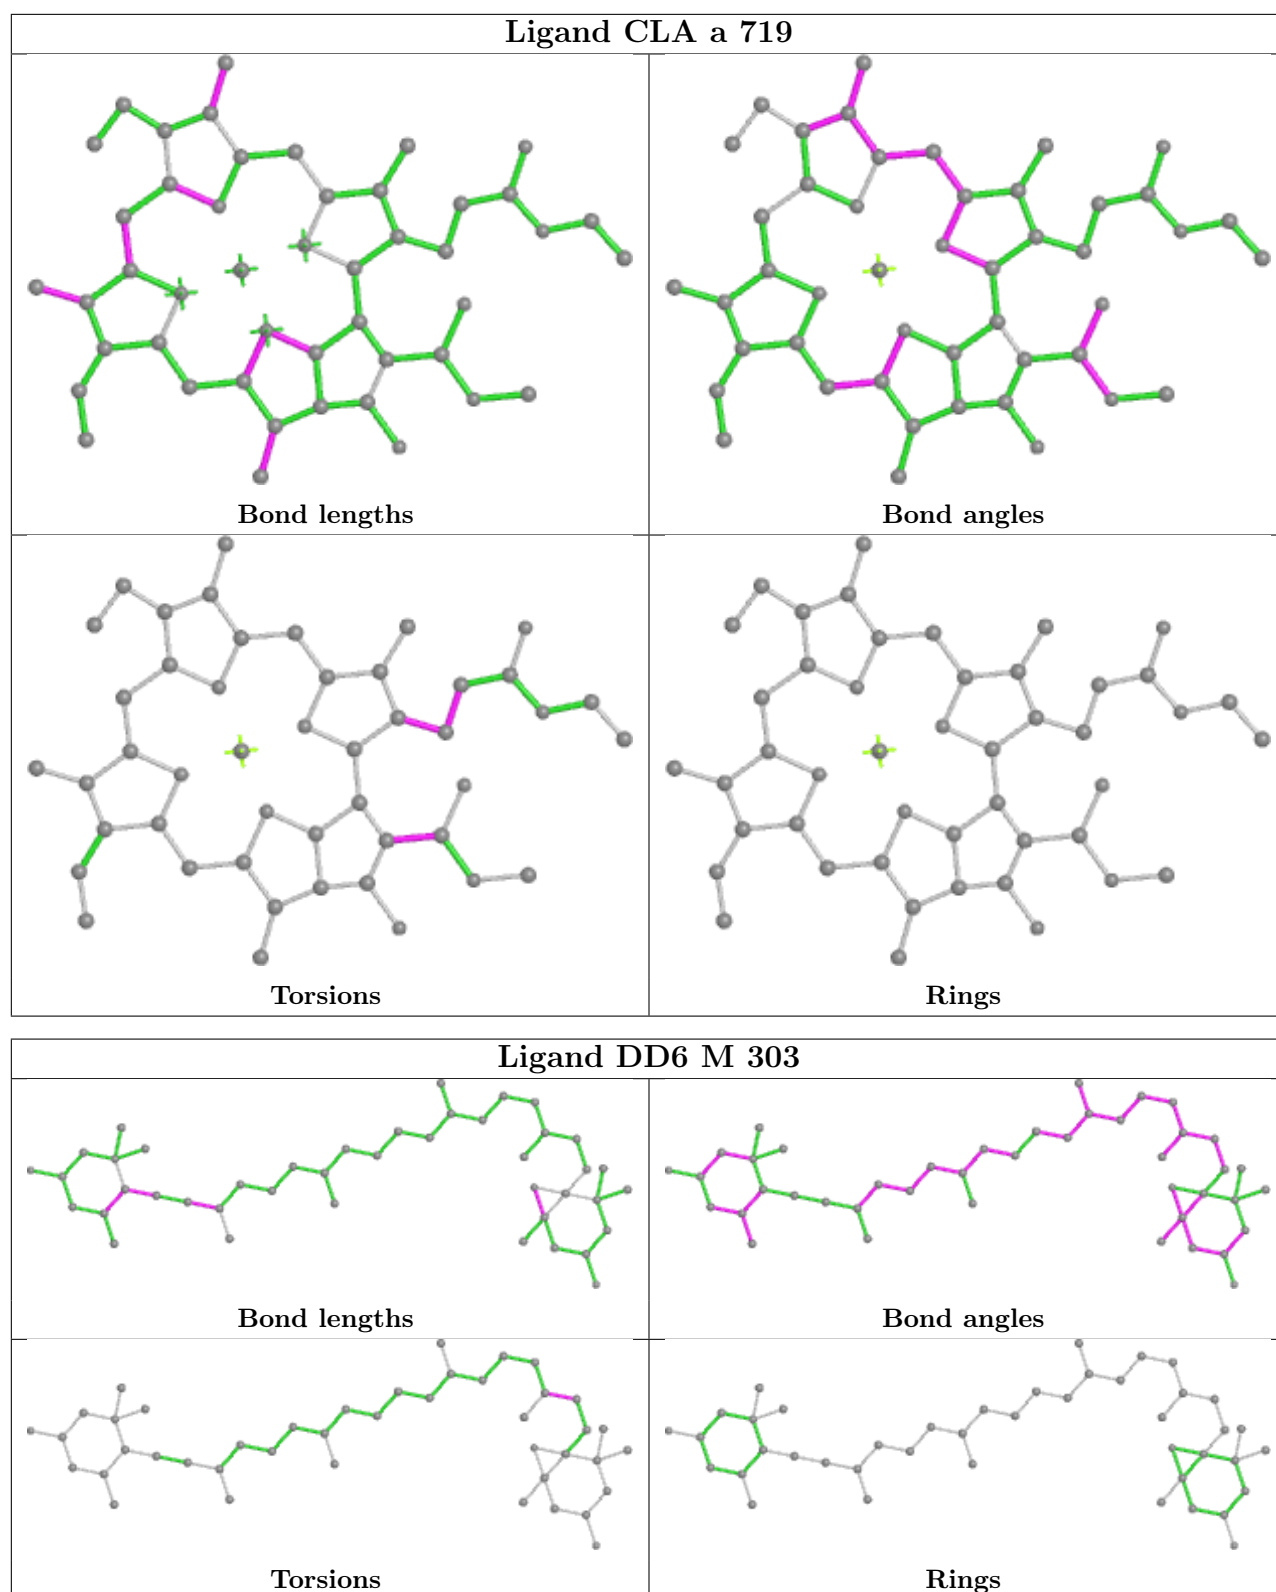 Ligand CLA a 719
Bond lengths
Bond angles
Torsions
Rings
Ligand DD6 M 303
Bond lengths
Bond angles
Torsions
Rings